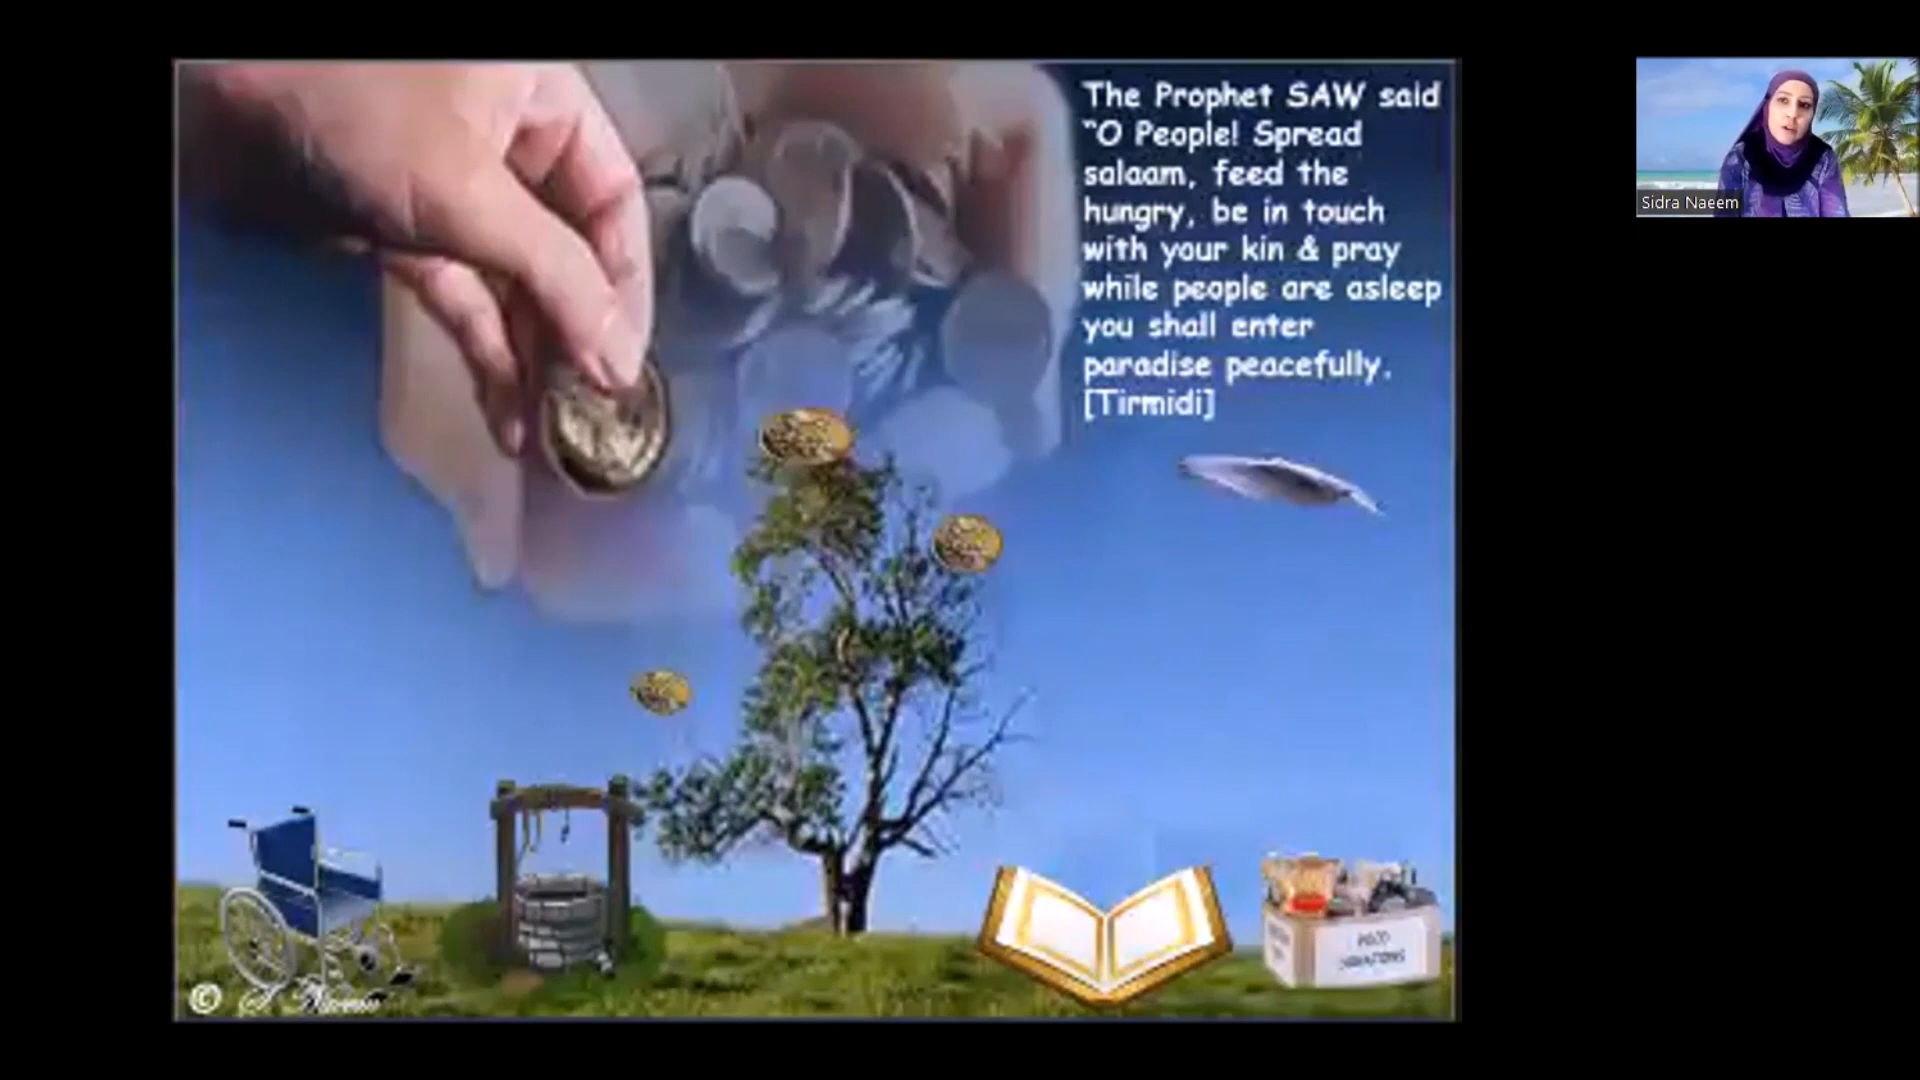 The Prophet SAW said
"O People! Spread
salaam, feed the
hungry, be in touch
with your kin & pray
while people are asleep
you shall enter
paradise peacefully.
[Tirmidi]
Sidra Naeem
FOOD
DONATIONS
©